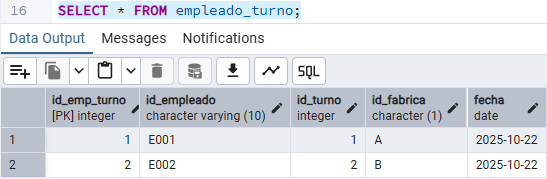 16 SELECT * FROM empleado_turno;
Data Output Messages Notifications
SQL
id_emp_turno id_empleado id_turno id_fabrica fecha
[PK] integer character varying (10) integer character (1) date
1 1 E001 1 A 2025-10-22
2 2 E002 2 B 2025-10-22